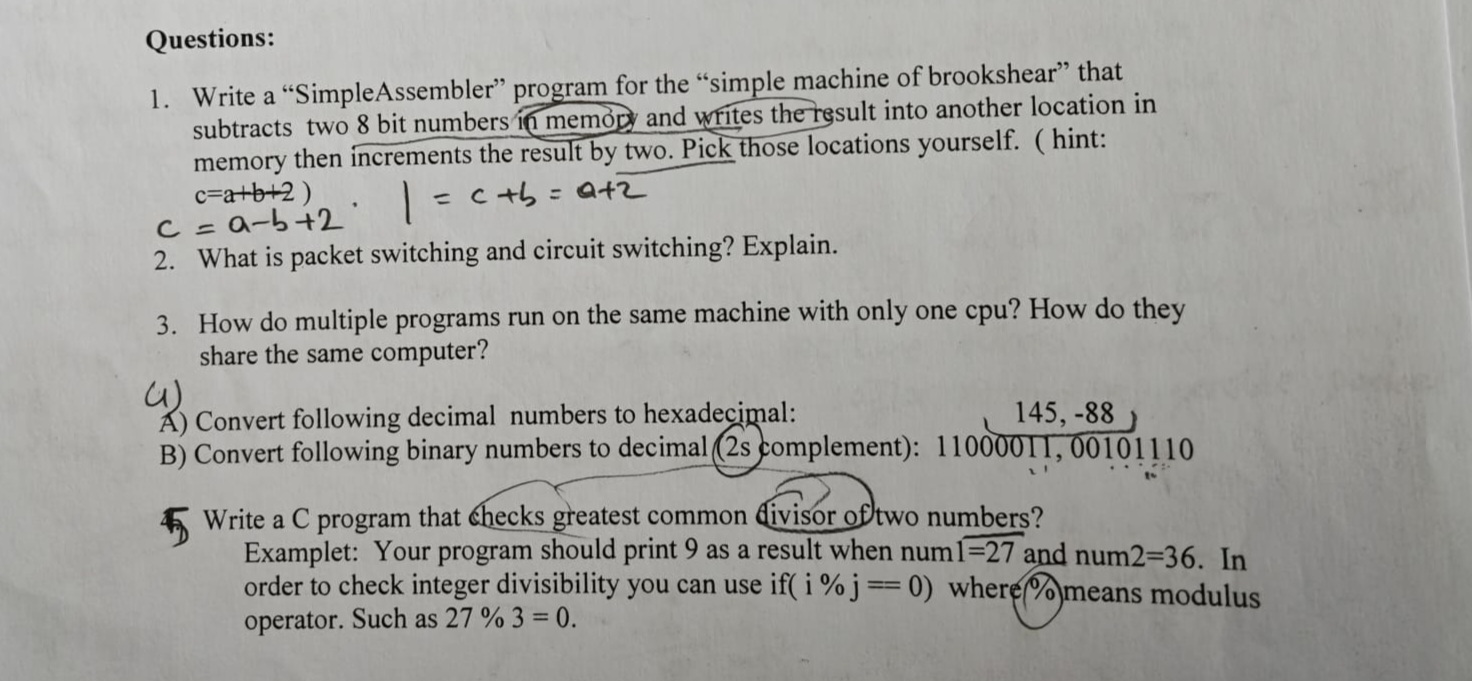 Questions:
1. Write a “SimpleAssembler” program for the “simple machine of brookshear” that
subtracts two 8 bit numbers in memory and writes the result into another location in
memory then increments the result by two. Pick those locations yourself. ( hint:
c=a+b+2 ) . | = c+b = a+2
c = a-b+2
2. What is packet switching and circuit switching? Explain.
3. How do multiple programs run on the same machine with only one cpu? How do they
share the same computer?
4)
A) Convert following decimal numbers to hexadecimal: 145, -88
B) Convert following binary numbers to decimal (2s complement): 11000011, 00101110
5) Write a C program that checks greatest common divisor of two numbers?
Examplet: Your program should print 9 as a result when num1=27 and num2=36. In
order to check integer divisibility you can use if( i % j == 0) where % means modulus
operator. Such as 27 % 3 = 0.